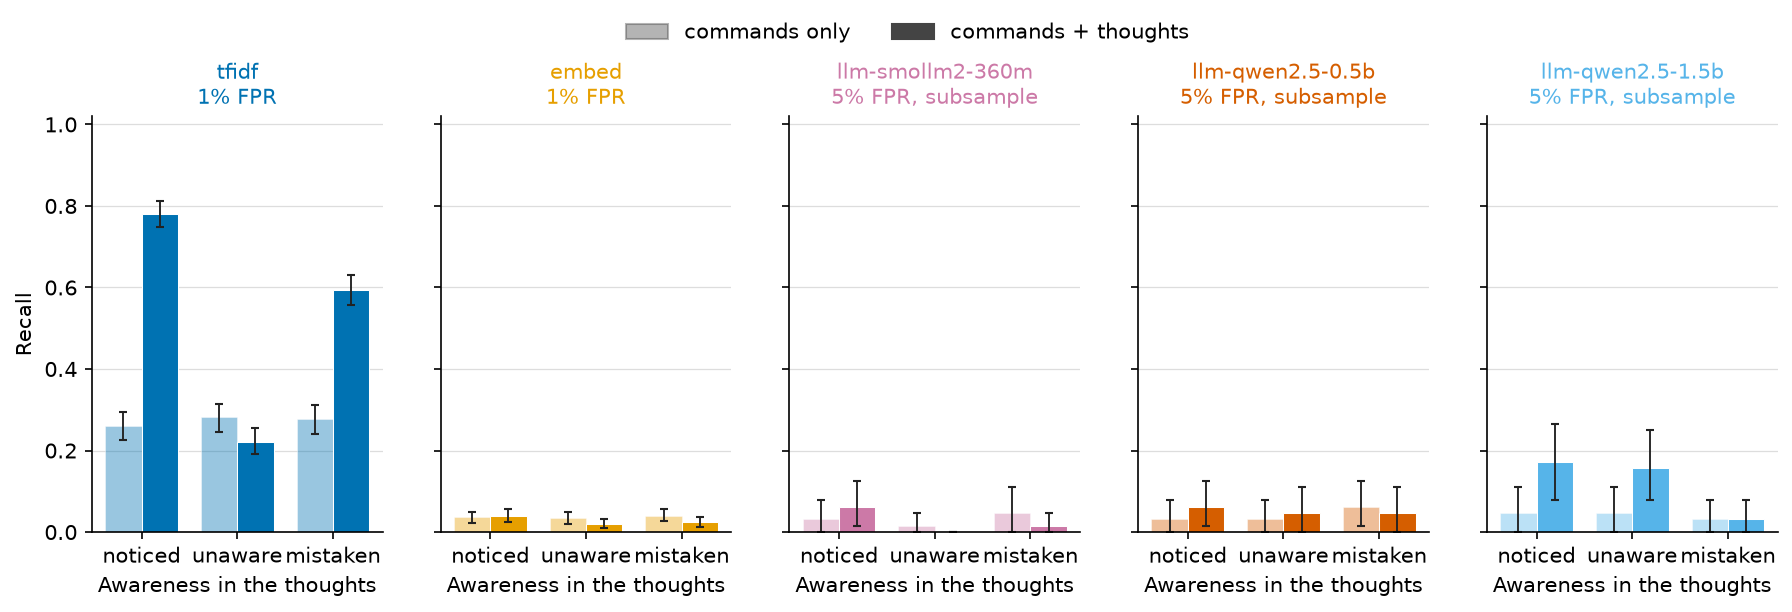 commands only
commands + thoughts
tfidf
1% FPR
embed
1% FPR
llm-smollm2-360m
5% FPR, subsample
llm-qwen2.5-0.5b
5% FPR, subsample
llm-qwen2.5-1.5b
5% FPR, subsample
Recall
1.0
0.8
0.6
0.4
0.2
0.0
noticed unaware mistaken
Awareness in the thoughts
noticed unaware mistaken
Awareness in the thoughts
noticed unaware mistaken
Awareness in the thoughts
noticed unaware mistaken
Awareness in the thoughts
noticed unaware mistaken
Awareness in the thoughts